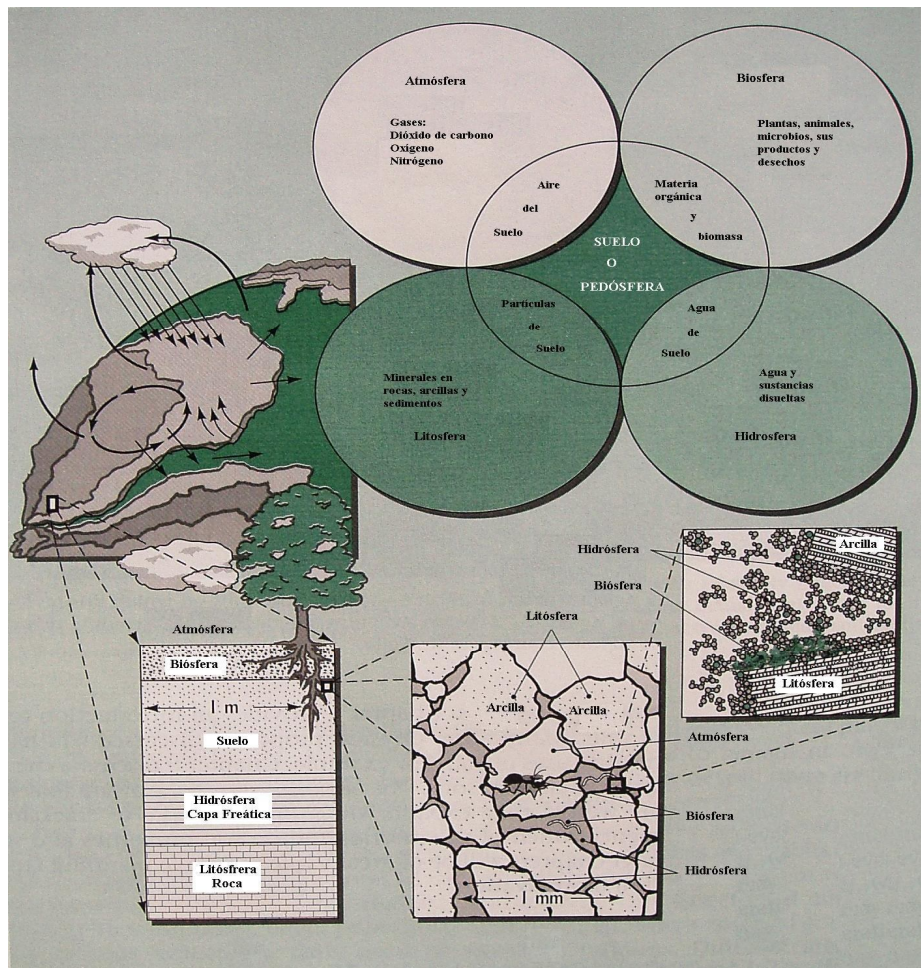 Atmósfera
Gases:
Dióxido de carbono
Oxígeno
Nitrógeno
Biosfera
Plantas, animales,
microbios, sus
productos y
desechos
Aire
del
Suelo
Materia
orgánica
y
biomasa
SUELO
O
PEDÓSFERA
Partículas
de
Suelo
Agua
de
Suelo
Minerales en
rocas, arcillas y
sedimentos
Litosfera
Agua y
sustancias
disueltas
Hidrosfera
Atmósfera
Biósfera
1 m
Suelo
Hidrósfera
Capa Freática
Litósfrera
Roca
Litósfera
Arcilla
Arcilla
Atmósfera
Biósfera
Hidrósfera
1 mm
Hidrósfera
Biósfera
Arcilla
Litósfera